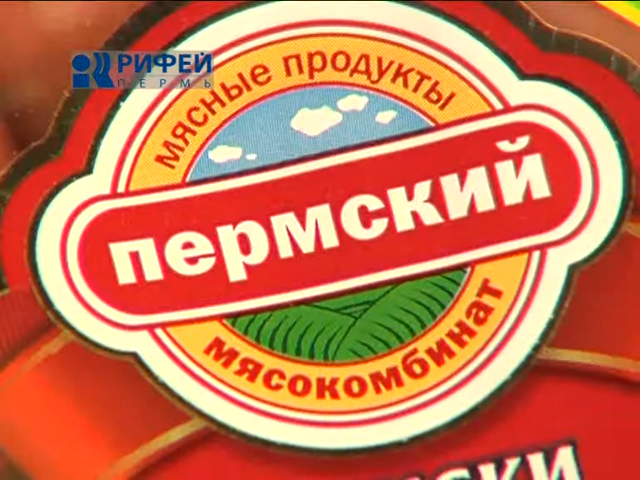 РИФЕЙ
ПЕРМЬ
мясные продукты
пермский
мясокомбинат